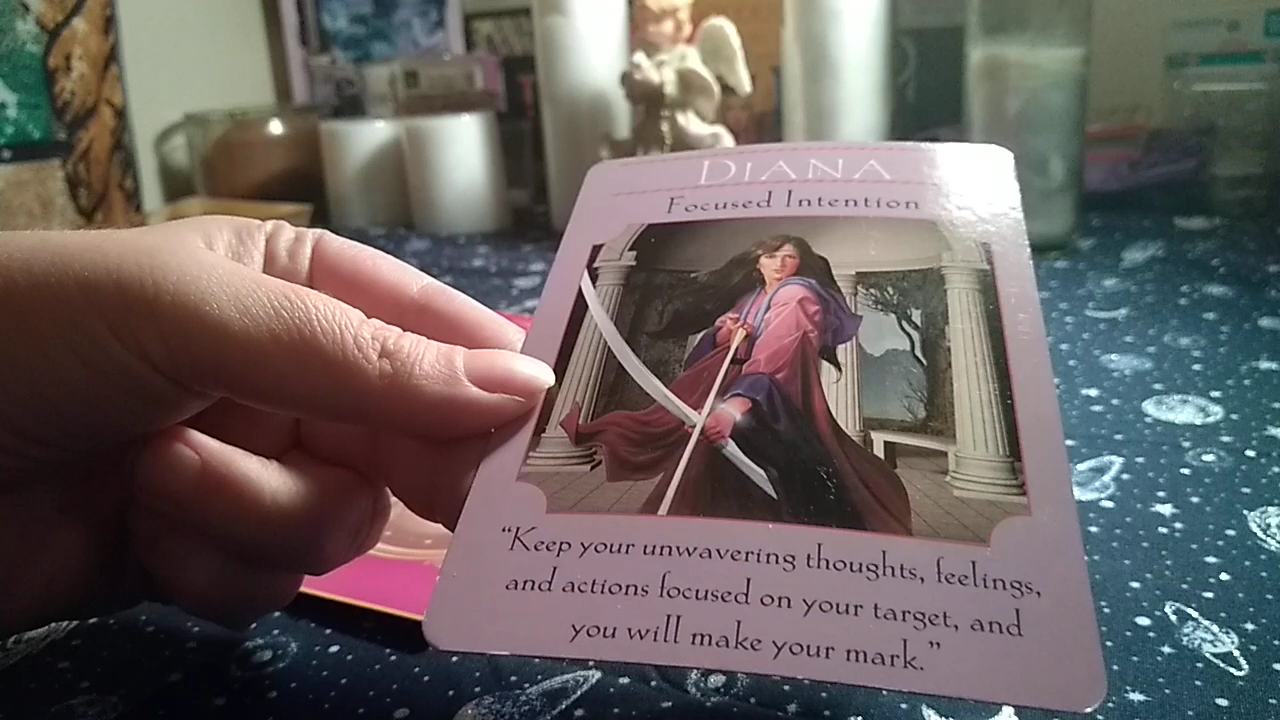 DIANA
Focused Intention
“Keep your unwavering thoughts, feelings,
and actions focused on your target, and
you will make your mark.”